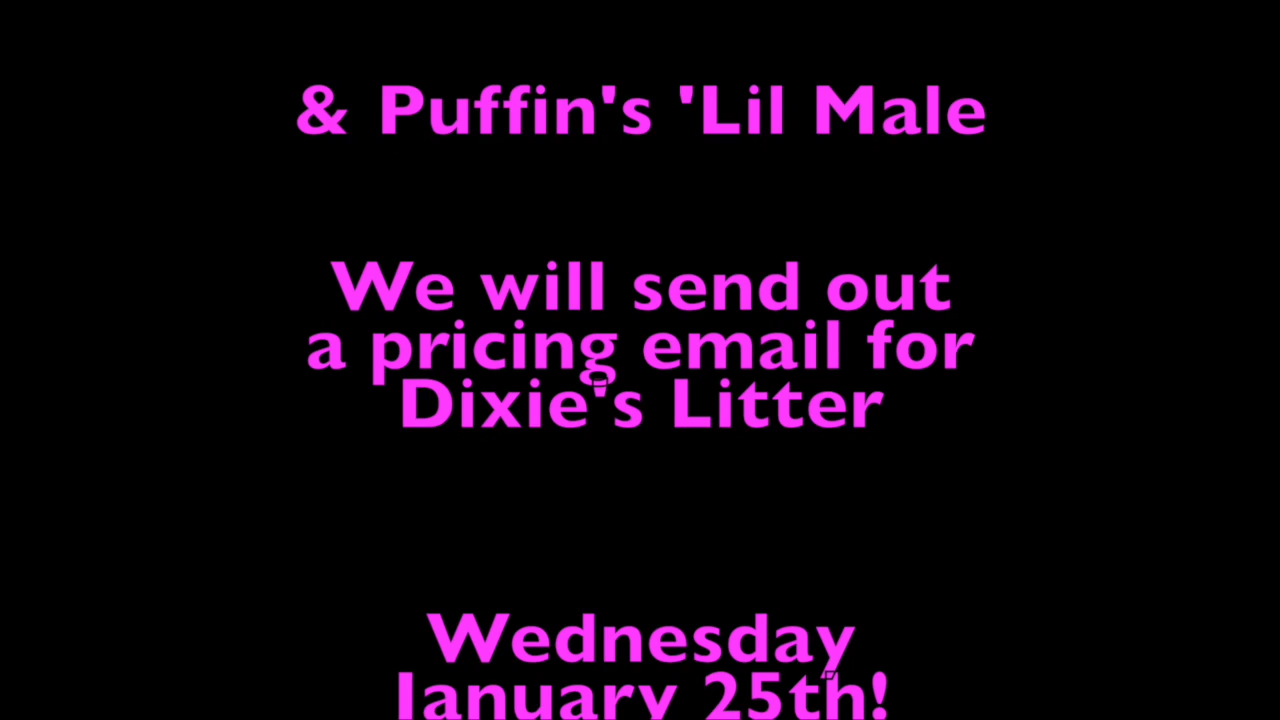 & Puffin's 'Lil Male
We will send out
a pricing email for
Dixie's Litter
Wednesday
January 25th!